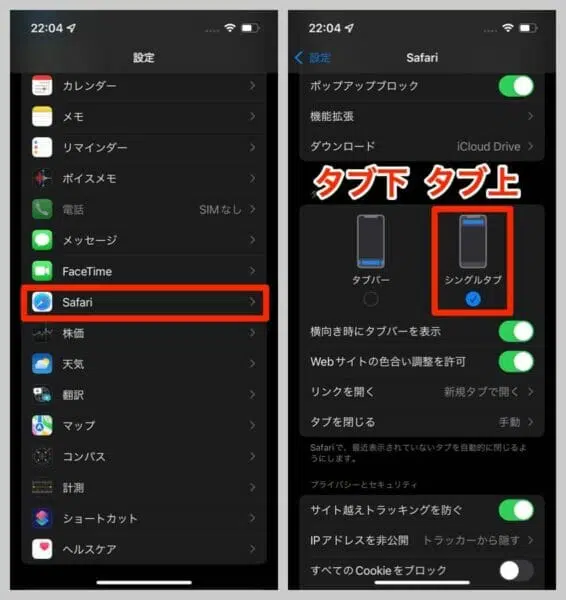 22:04
設定
カレンダー
メモ
リマインダー
ボイスメモ
電話 SIMなし
メッセージ
FaceTime
Safari
株価
天気
翻訳
マップ
コンパス
計測
ショートカット
ヘルスケア
22:04
設定 Safari
ポップアップブロック
機能拡張
ダウンロード iCloud Drive
タブ下 タブ上
タブバー シングルタブ
横向き時にタブバーを表示
Webサイトの色合い調整を許可
リンクを開く 新規タブで開く
タブを閉じる 手動
Safariで、最近表示されていないタブを自動的に閉じるよ
うにします。
プライバシーとセキュリティ
サイト越えトラッキングを防ぐ
IPアドレスを非公開 トラッカーから隠す
すべてのCookieをブロック